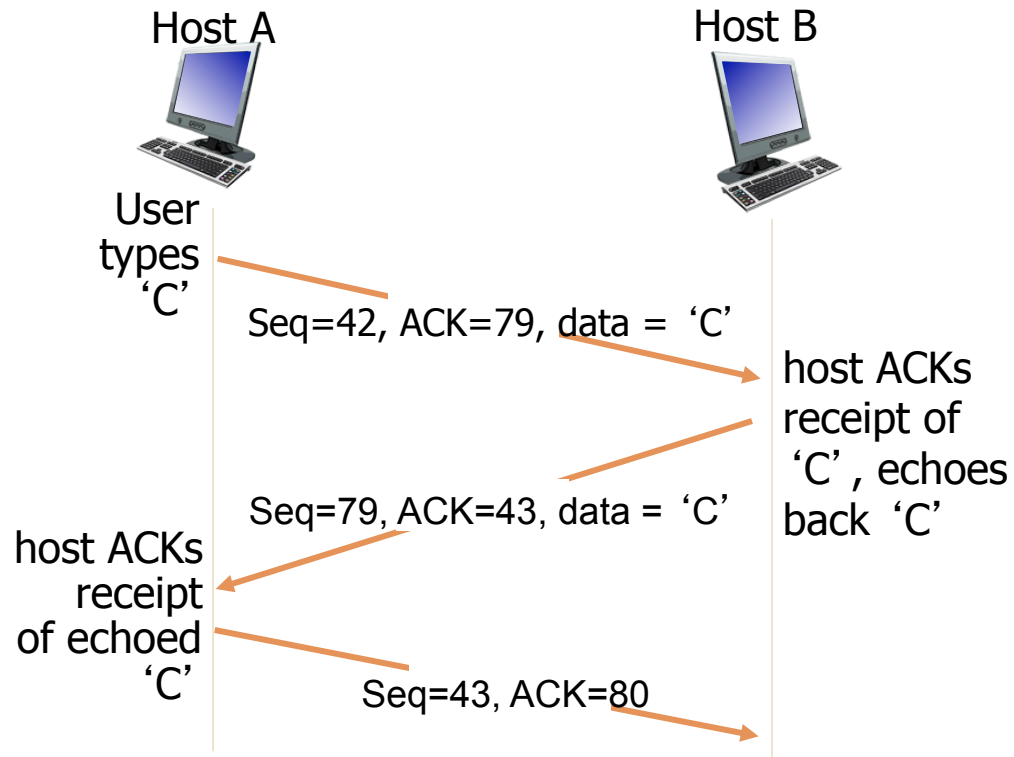 Host A
Host B
User
types
‘C’
Seq=42, ACK=79, data = ‘C’
host ACKs
receipt of
‘C’, echoes
back ‘C’
Seq=79, ACK=43, data = ‘C’
host ACKs
receipt
of echoed
‘C’
Seq=43, ACK=80